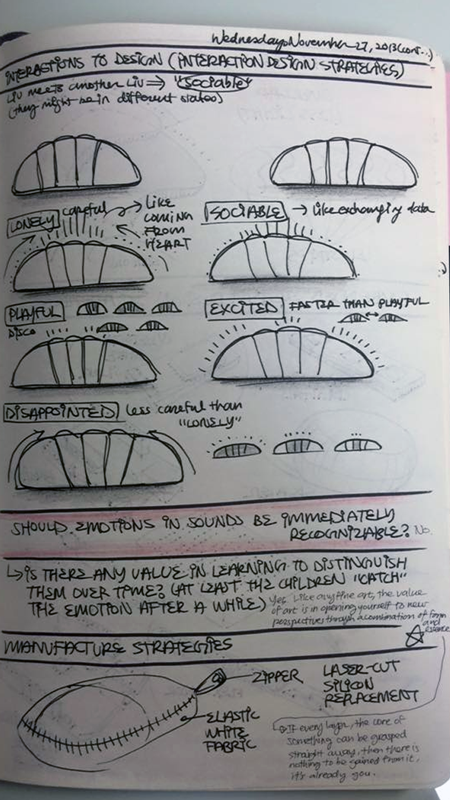 Wednesday, November 27, 2013 (cont...)
INTERACTIONS TO DESIGN (INTERACTION DESIGN STRATEGIES)
LIV MEETS another LIV ⇒ "SOCIABLE"
(they might be in different states)
LONELY careful → LIKE COMING FROM HEART
SOCIABLE → like exchanging data
PLAYFUL
DISCO
EXCITED FASTER THAN PLAYFUL
DISAPPOINTED less careful than
"LONELY"
SHOULD EMOTIONS IN SOUNDS BE IMMEDIATELY
RECOGNIZABLE? No.
↳ IS THERE ANY VALUE IN LEARNING TO DISTINGUISH
THEM OVER TIME? (AT LEAST THE CHILDREN "CATCH"
THE EMOTION AFTER A WHILE) Yes. Like any fine art, the value
of art is in opening yourself to new
perspectives through a combination of form
and essence
MANUFACTURE STRATEGIES
ZIPPER
LASER-CUT
SILICON
REPLACEMENT
ELASTIC
WHITE
FABRIC
If every layer, the core of
something can be grasped
straight away, then there is
nothing to be gained from it,
it's already you.